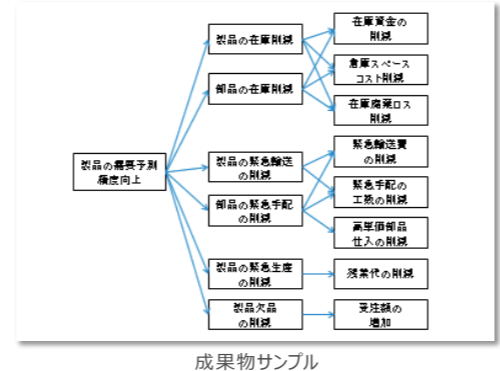 製品の需要予測
精度向上
製品の在庫削減
部品の在庫削減
製品の緊急輸送
の削減
部品の緊急手配
の削減
製品の緊急生産
の削減
製品欠品
の削減
在庫資金の
削減
倉庫スペース
コスト削減
在庫廃棄ロス
削減
緊急輸送費
の削減
緊急手配の
工数の削減
高単価部品
仕入の削減
残業代の削減
受注額の
増加
成果物サンプル